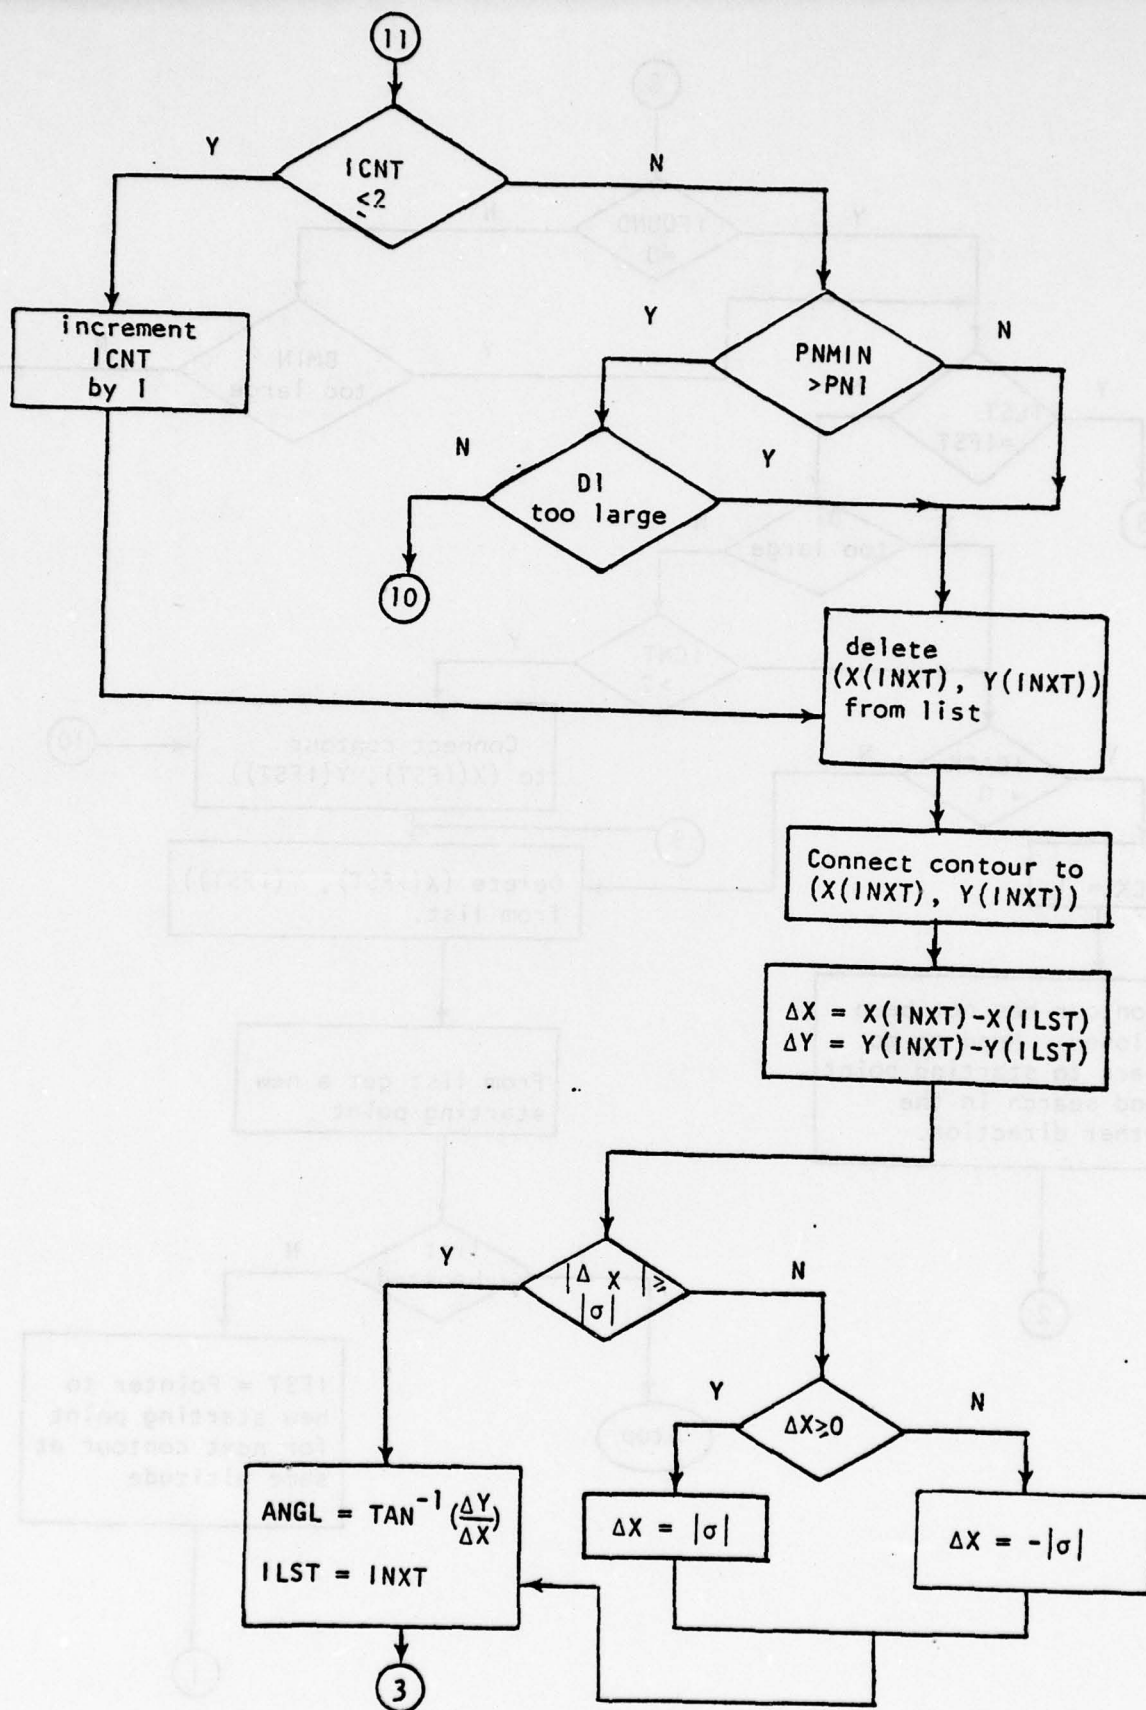 11
Y
ICNT
≤2
N
increment
ICNT
by 1
Y
PNMIN
>PN1
N
N
D1
too large
Y
10
delete
(X(INXT), Y(INXT))
from list
Connect contour to
(X(INXT), Y(INXT))
ΔX = X(INXT)-X(ILST)
ΔY = Y(INXT)-Y(ILST)
Y
|Δ X |≥
|σ|
N
Y
ΔX≥0
N
ANGL = TAN⁻¹(ΔY/ΔX)
ILST = INXT
ΔX = |σ|
ΔX = -|σ|
3